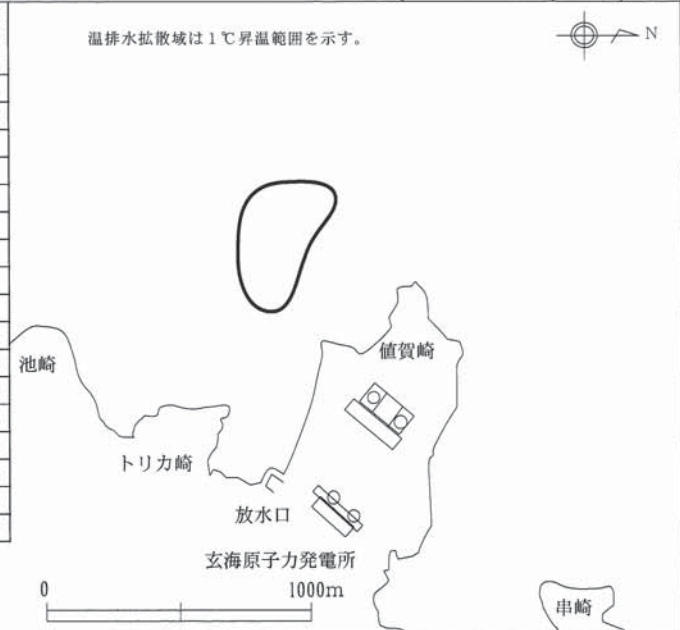 温排水拡散域は１℃昇温範囲を示す。
N
値賀崎
池崎
トリカ崎
放水口
玄海原子力発電所
0
1000m
串崎